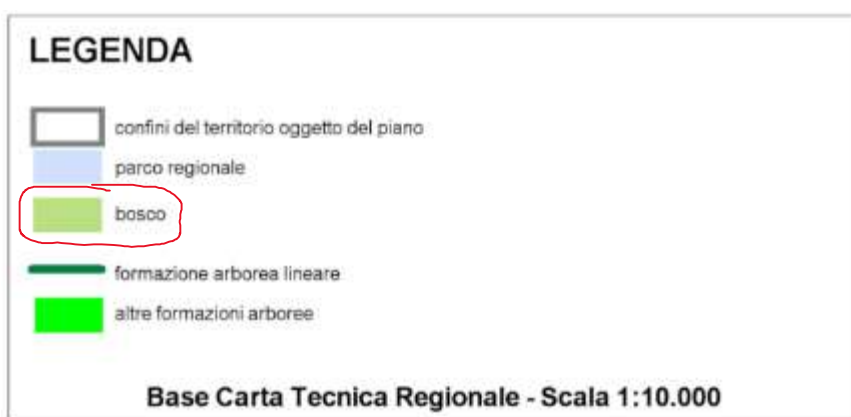 LEGENDA
confini del territorio oggetto del piano
parco regionale
bosco
formazione arborea lineare
altre formazioni arboree
Base Carta Tecnica Regionale - Scala 1:10.000